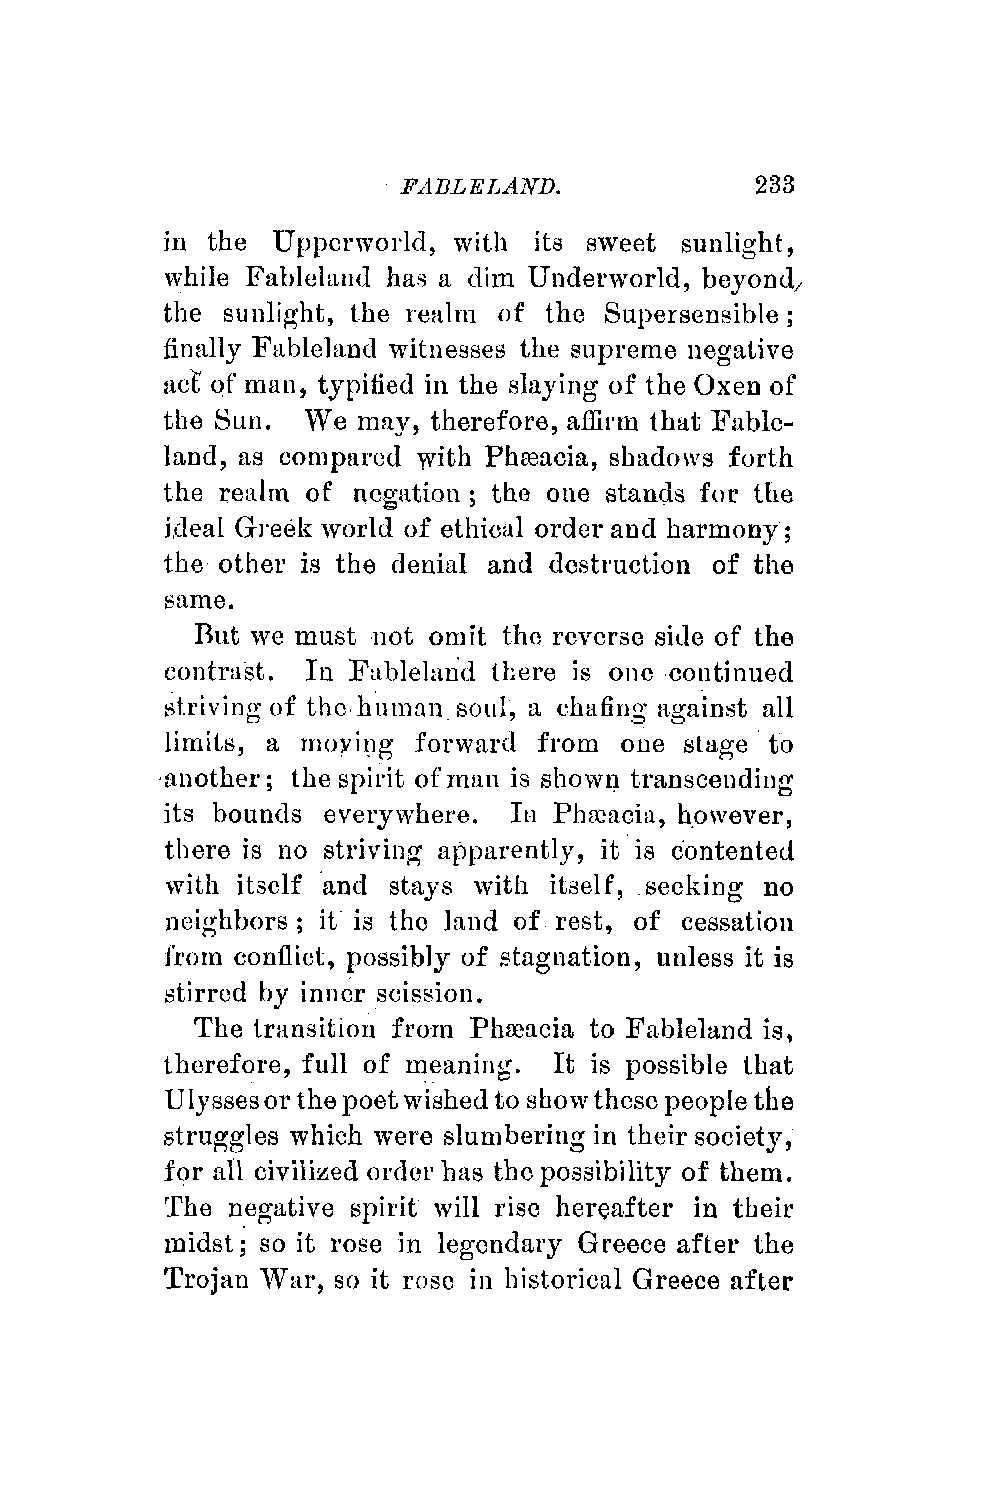 FABLELAND. 233
in the Upperworld, with its sweet sunlight,
while Fableland has a dim Underworld, beyond
the sunlight, the realm of the Supersensible;
finally Fableland witnesses the supreme negative
act of man, typified in the slaying of the Oxen of
the Sun. We may, therefore, affirm that Fable-
land, as compared with Phæacia, shadows forth
the realm of negation; the one stands for the
ideal Greek world of ethical order and harmony;
the other is the denial and destruction of the
same.
But we must not omit the reverse side of the
contrast. In Fableland there is one continued
striving of the human soul, a chafing against all
limits, a moving forward from one stage to
another; the spirit of man is shown transcending
its bounds everywhere. In Phæacia, however,
there is no striving apparently, it is contented
with itself and stays with itself, seeking no
neighbors; it is the land of rest, of cessation
from conflict, possibly of stagnation, unless it is
stirred by inner scission.
The transition from Phæacia to Fableland is,
therefore, full of meaning. It is possible that
Ulysses or the poet wished to show these people the
struggles which were slumbering in their society,
for all civilized order has the possibility of them.
The negative spirit will rise hereafter in their
midst; so it rose in legendary Greece after the
Trojan War, so it rose in historical Greece after